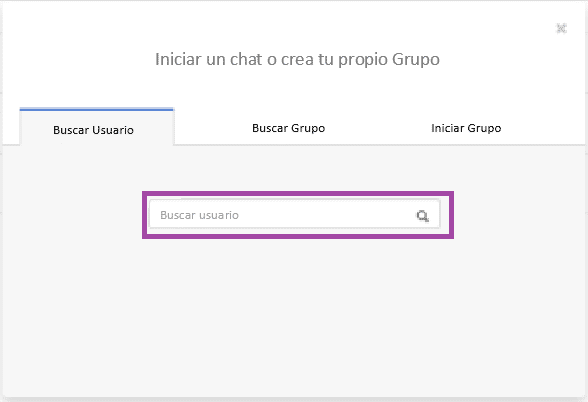 Iniciar un chat o crea tu propio Grupo
Buscar Usuario
Buscar Grupo
Iniciar Grupo
Buscar usuario